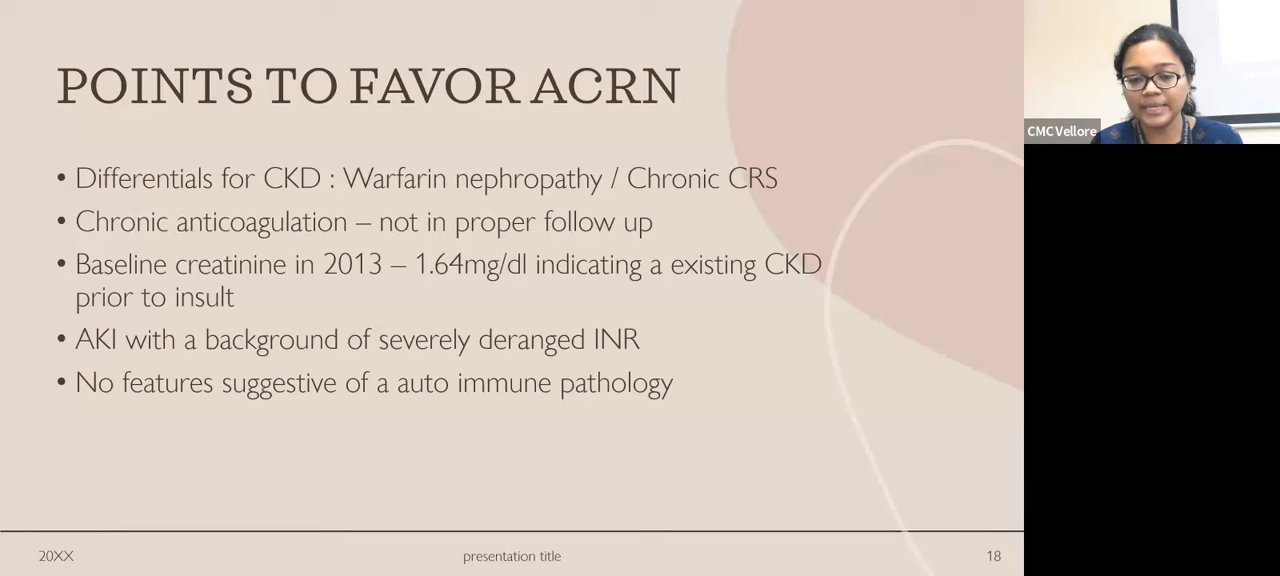 POINTS TO FAVOR ACRN
• Differentials for CKD : Warfarin nephropathy / Chronic CRS
• Chronic anticoagulation – not in proper follow up
• Baseline creatinine in 2013 – 1.64mg/dl indicating a existing CKD
prior to insult
• AKI with a background of severely deranged INR
• No features suggestive of a auto immune pathology
20XX
presentation title
18
CMC Vellore